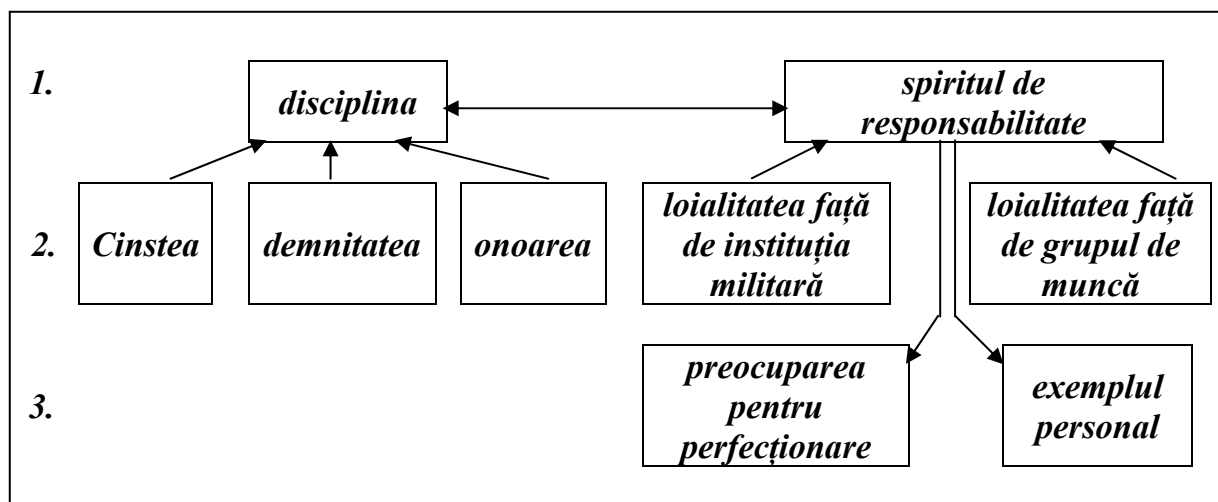 1.
disciplina
spiritul de
responsabilitate
2.
Cinstea
demnitatea
onoarea
loialitatea față
de instituția
militară
loialitatea față
de grupul de
muncă
3.
preocuparea
pentru
perfecționare
exemplul
personal